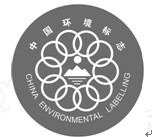 中国环境标志
CHINA ENVIRONMENTAL LABELLING